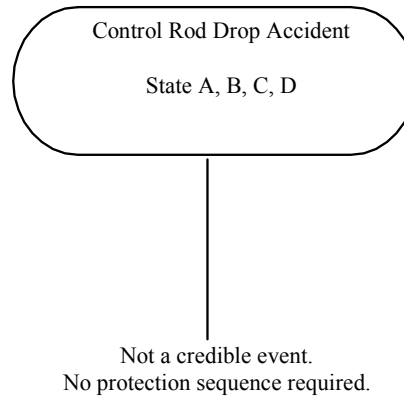 Control Rod Drop Accident
State A, B, C, D
Not a credible event.
No protection sequence required.